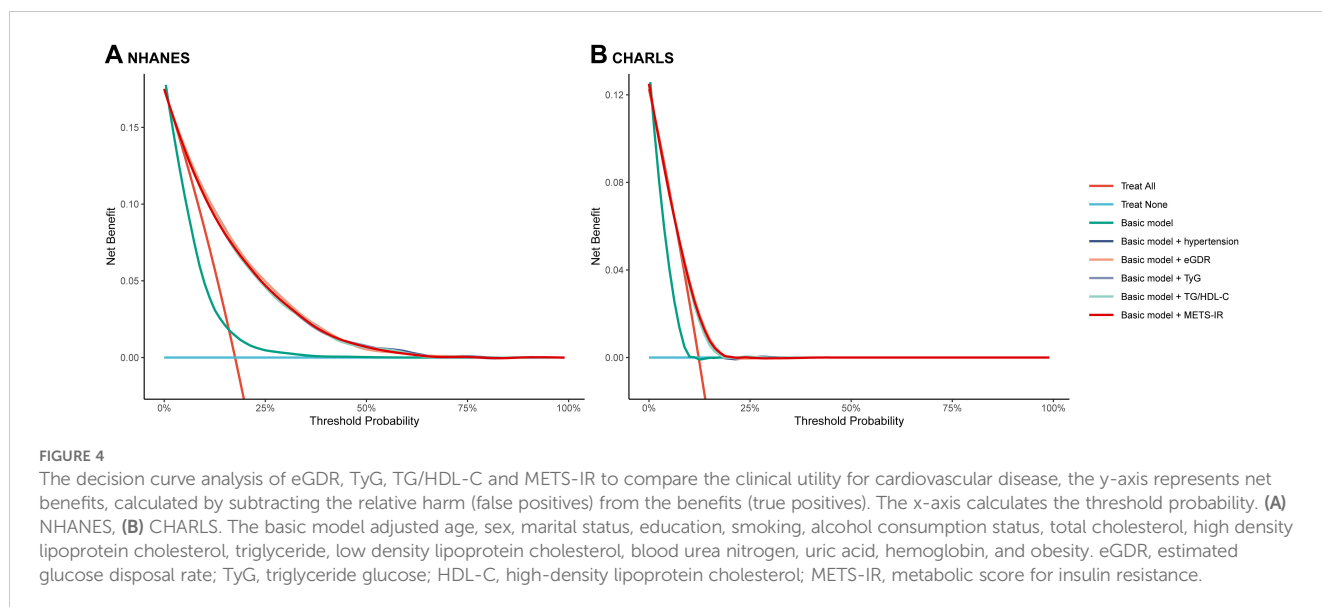 A NHANES
0.15
0.10
0.05
0.00
Net Benefit
0%
25%
50%
75%
100%
Threshold Probability
B CHARLS
0.12
0.08
0.04
0.00
Net Benefit
0%
25%
50%
75%
100%
Threshold Probability
Treat All
Treat None
Basic model
Basic model + hypertension
Basic model + eGDR
Basic model + TyG
Basic model + TG/HDL-C
Basic model + METS-IR
FIGURE 4
The decision curve analysis of eGDR, TyG, TG/HDL-C and METS-IR to compare the clinical utility for cardiovascular disease, the y-axis represents net
benefits, calculated by subtracting the relative harm (false positives) from the benefits (true positives). The x-axis calculates the threshold probability. (A)
NHANES, (B) CHARLS. The basic model adjusted age, sex, marital status, education, smoking, alcohol consumption status, total cholesterol, high density
lipoprotein cholesterol, triglyceride, low density lipoprotein cholesterol, blood urea nitrogen, uric acid, hemoglobin, and obesity. eGDR, estimated
glucose disposal rate; TyG, triglyceride glucose; HDL-C, high-density lipoprotein cholesterol; METS-IR, metabolic score for insulin resistance.